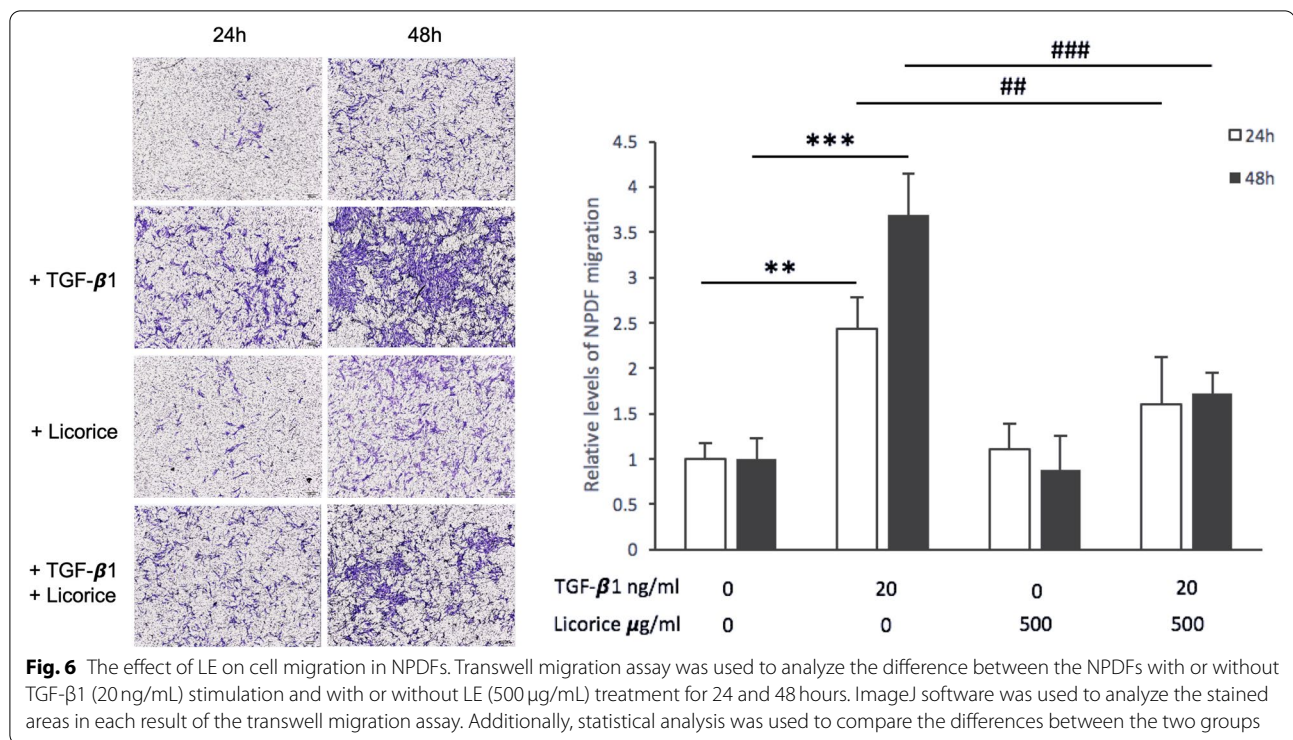 24h 48h
+ TGF-β1
+ Licorice
+ TGF-β1
+ Licorice
###
##
***
**
24h
48h
Relative levels of NPDF migration
4.5
4
3.5
3
2.5
2
1.5
1
0.5
0
TGF-β1 ng/ml 0 20 0 20
Licorice μg/ml 0 0 500 500
Fig. 6 The effect of LE on cell migration in NPDFs. Transwell migration assay was used to analyze the difference between the NPDFs with or without
TGF-β1 (20 ng/mL) stimulation and with or without LE (500 μg/mL) treatment for 24 and 48 hours. ImageJ software was used to analyze the stained
areas in each result of the transwell migration assay. Additionally, statistical analysis was used to compare the differences between the two groups